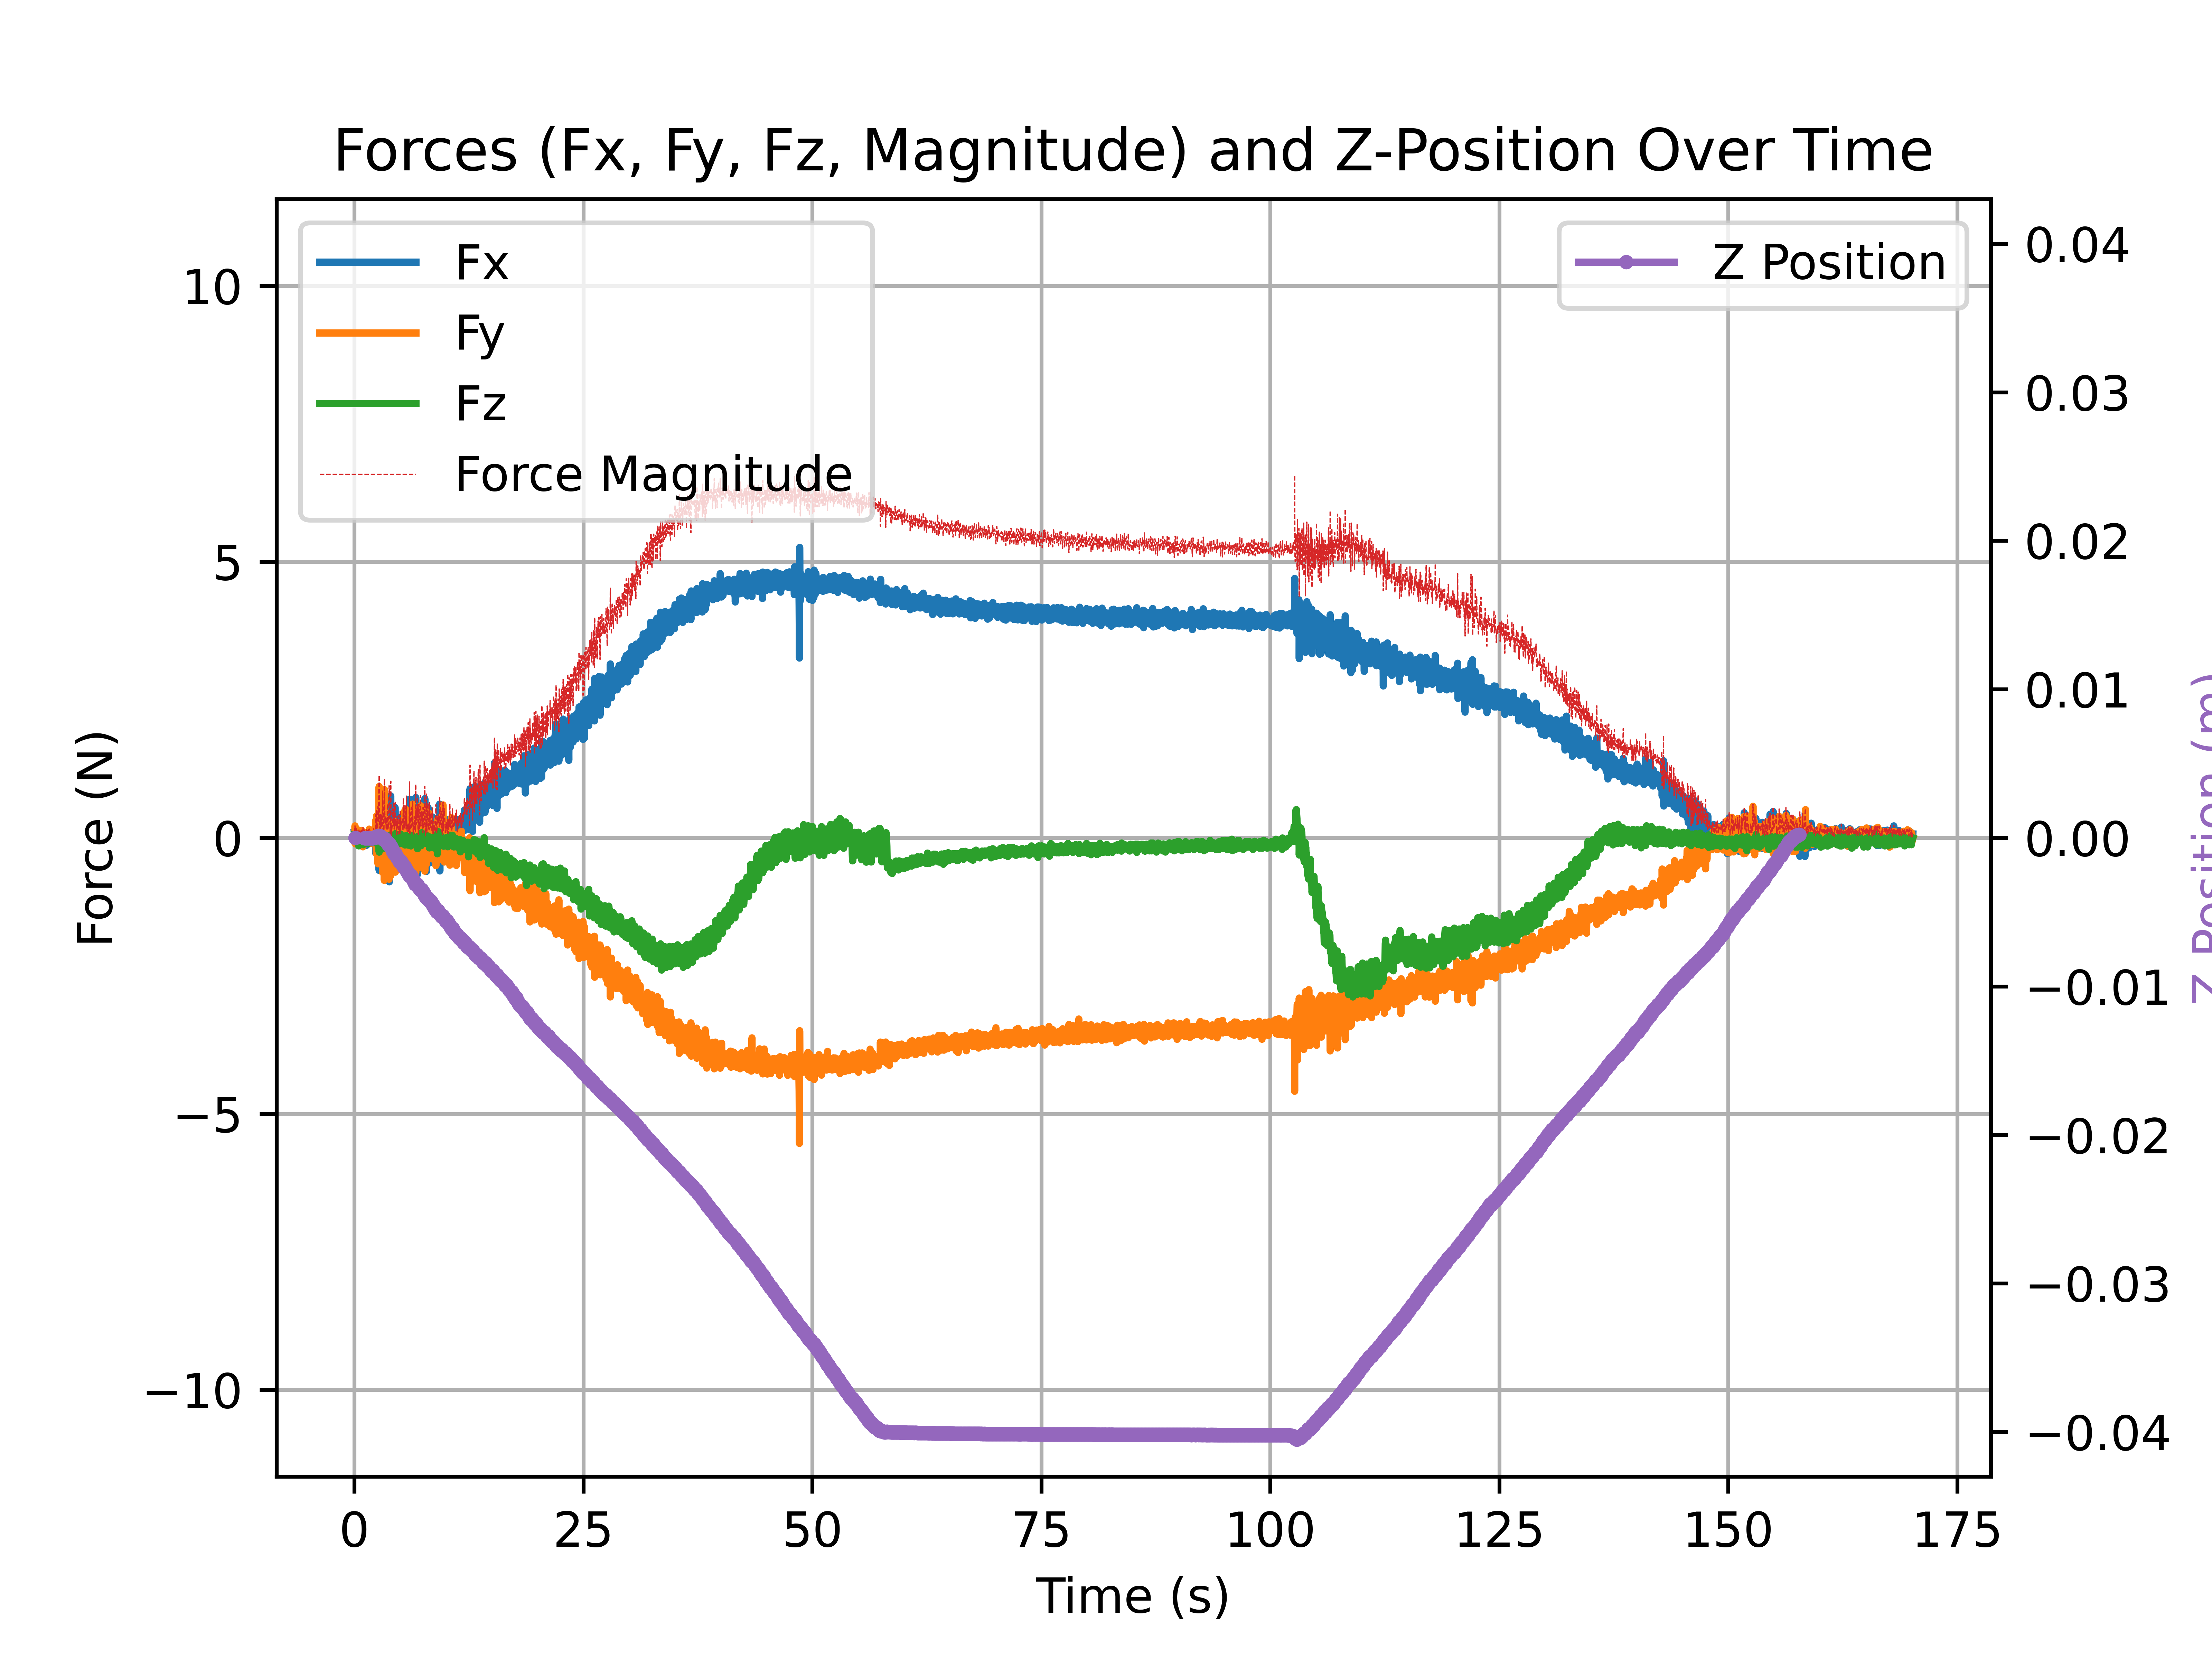 Forces (Fx, Fy, Fz, Magnitude) and Z-Position Over Time
Fx
Fy
Fz
Force Magnitude
Z Position
10
5
0
−5
−10
Force (N)
0.04
0.03
0.02
0.01
0.00
−0.01
−0.02
−0.03
−0.04
Z Position (m)
0 25 50 75 100 125 150 175
Time (s)